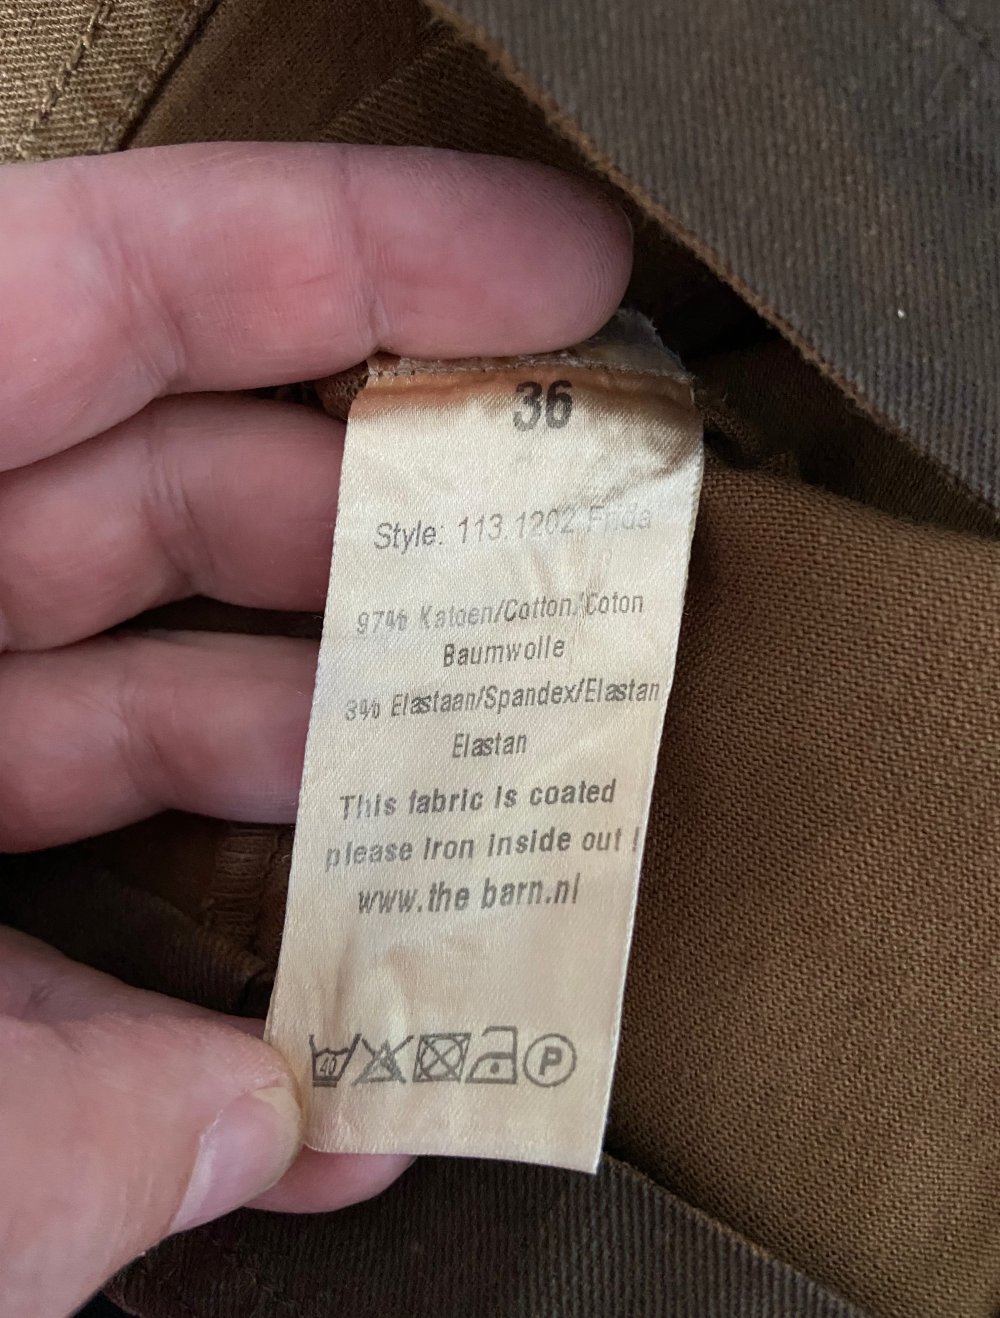 36
Style: 113.1202 Frida
97% Katoen/Cotton/Coton
Baumwolle
3% Elastaan/Spandex/Elastan
Elastan
This fabric is coated
please iron inside out !
www.the barn.nl
40 P